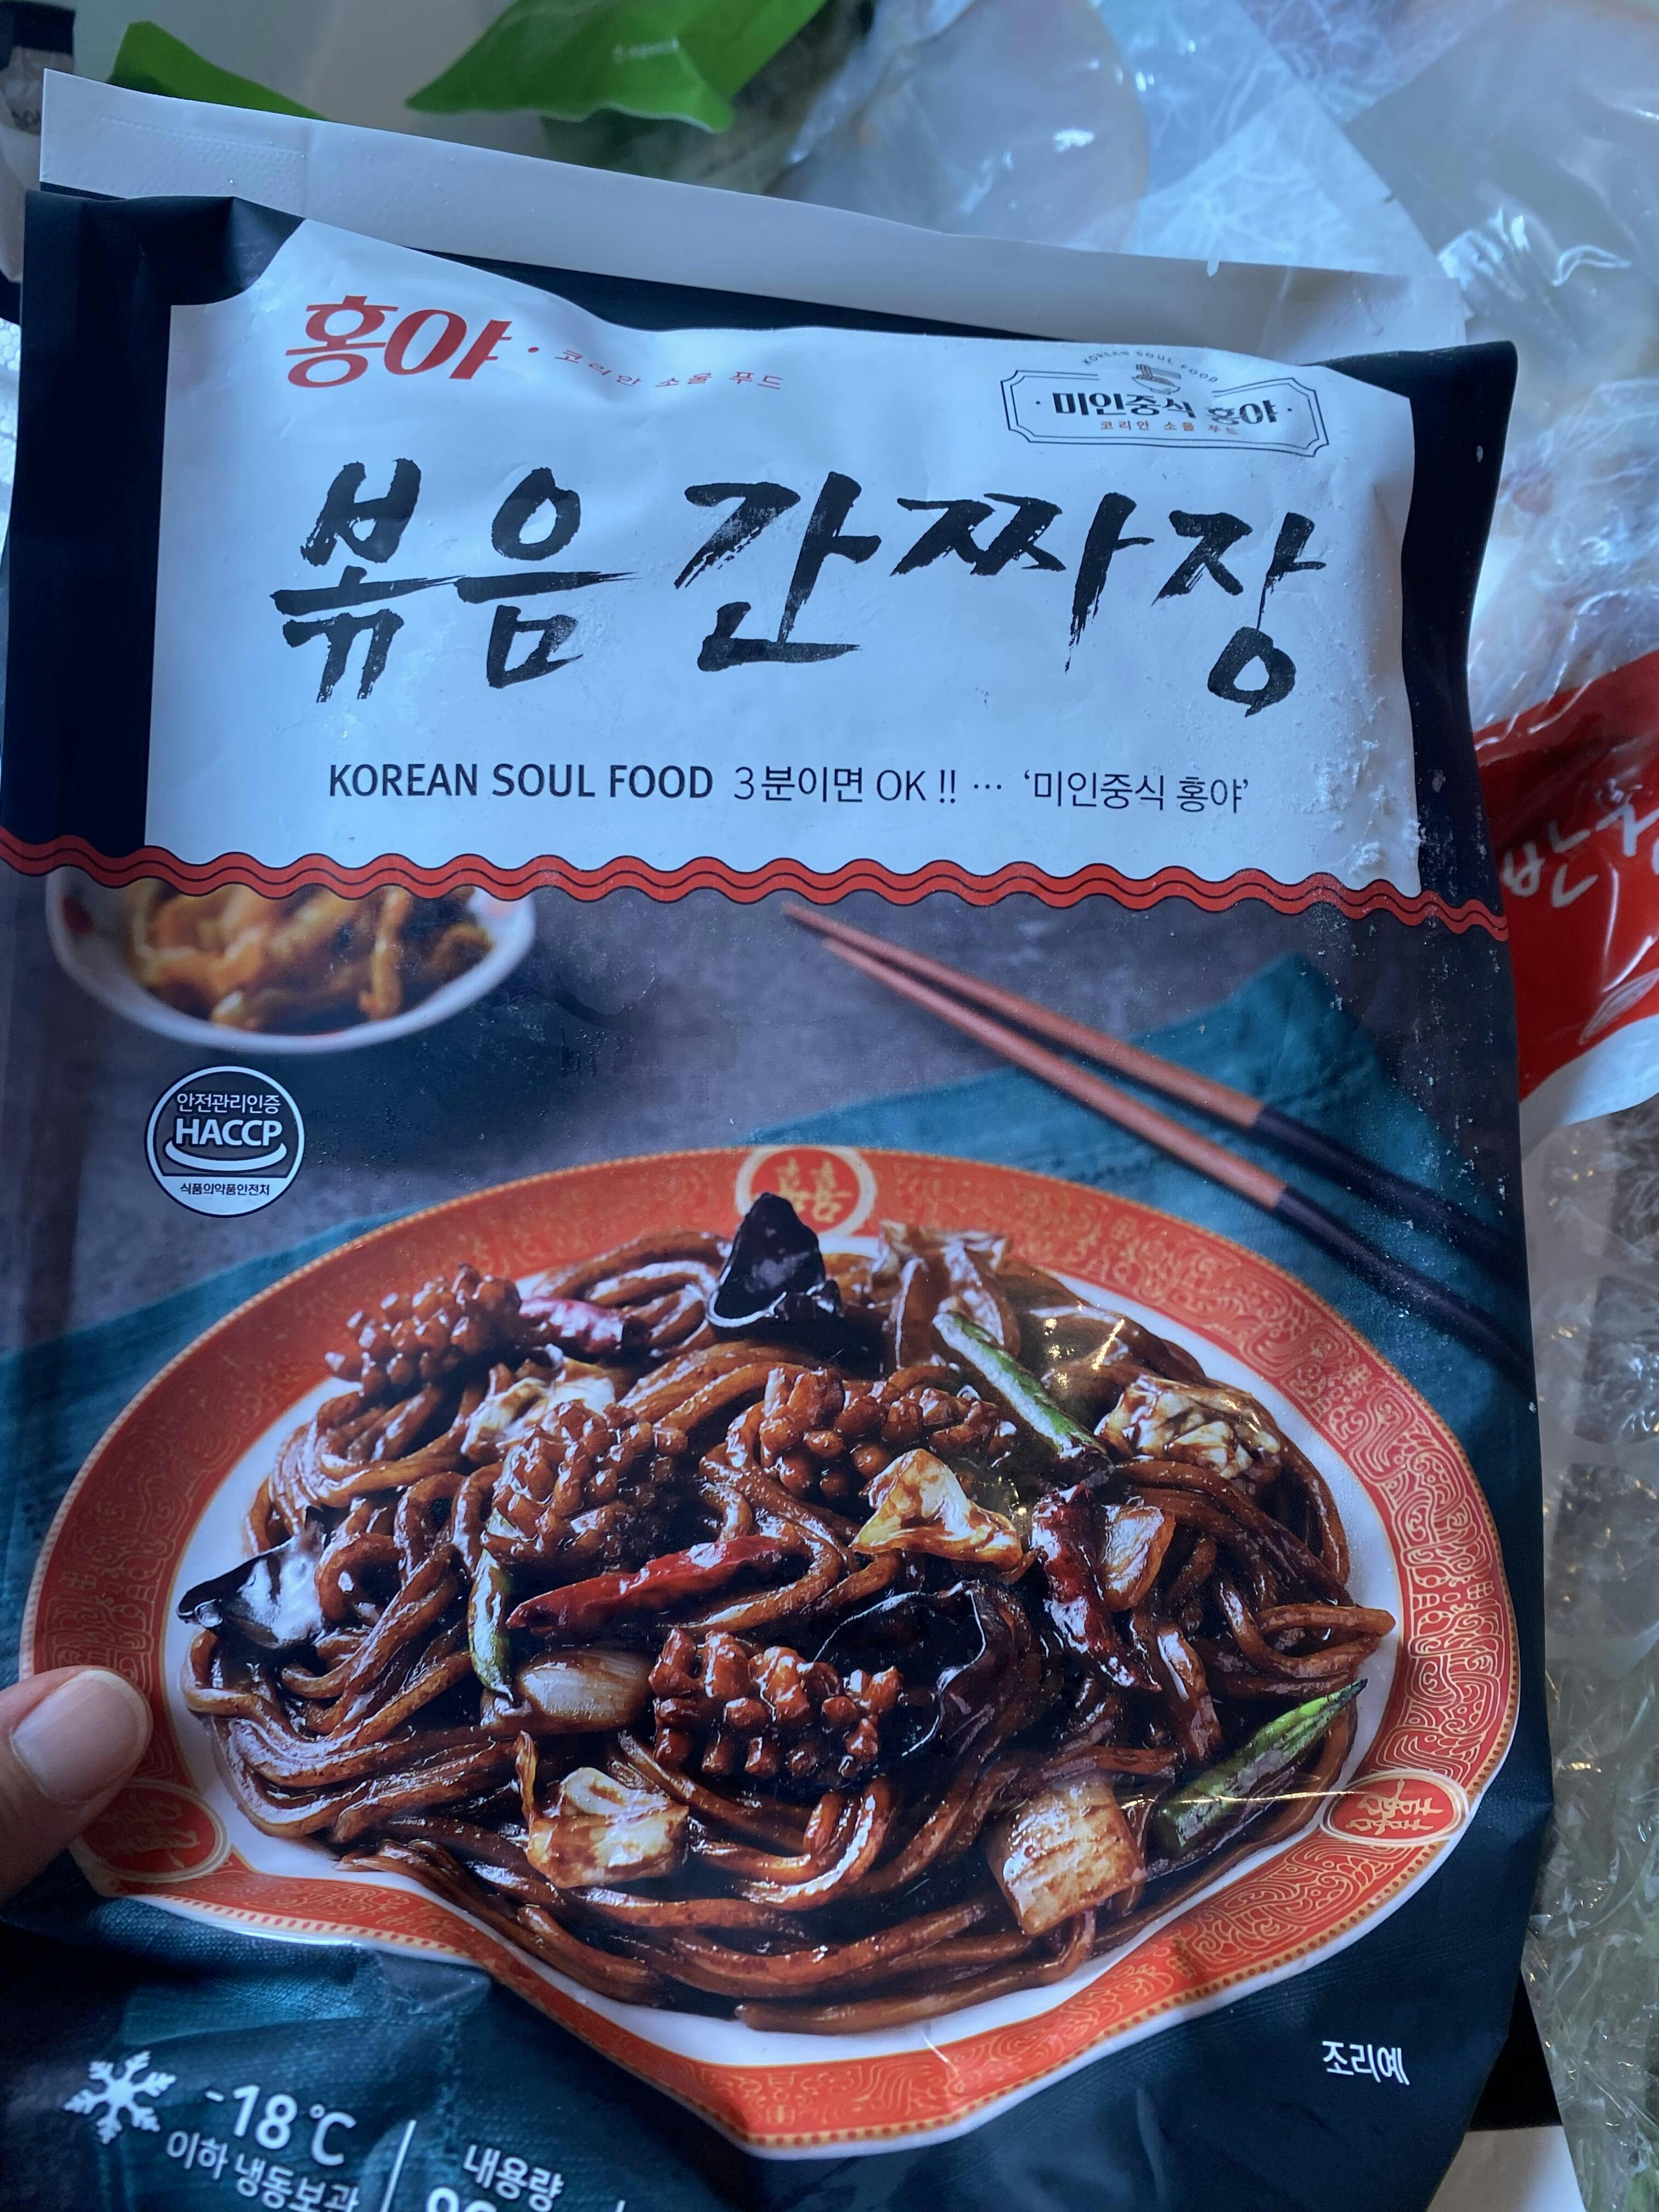 홍야 · 코리안 소울 푸드
KOREAN SOUL FOOD
· 미인중식 홍야 ·
코리안 소울 푸드
볶음 간짜장
KOREAN SOUL FOOD 3분이면 OK !! ··· ‘미인중식 홍야’
안전관리인증
HACCP
식품의약품안전처
囍
조리예
-18℃
이하 냉동보관
내용량